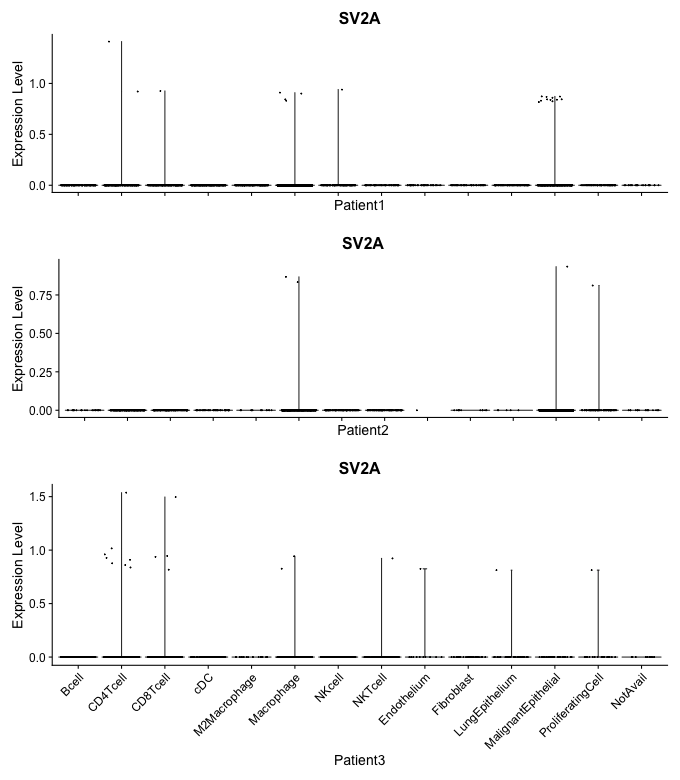 SV2A
Expression Level
1.0
0.5
0.0
Patient1
SV2A
Expression Level
0.75
0.50
0.25
0.00
Patient2
SV2A
Expression Level
1.5
1.0
0.5
0.0
Bcell
CD4Tcell
CD8Tcell
cDC
M2Macrophage
Macrophage
NKcell
NKTcell
Endothelium
Fibroblast
LungEpithelium
MalignantEpithelial
ProliferatingCell
NotAvail
Patient3